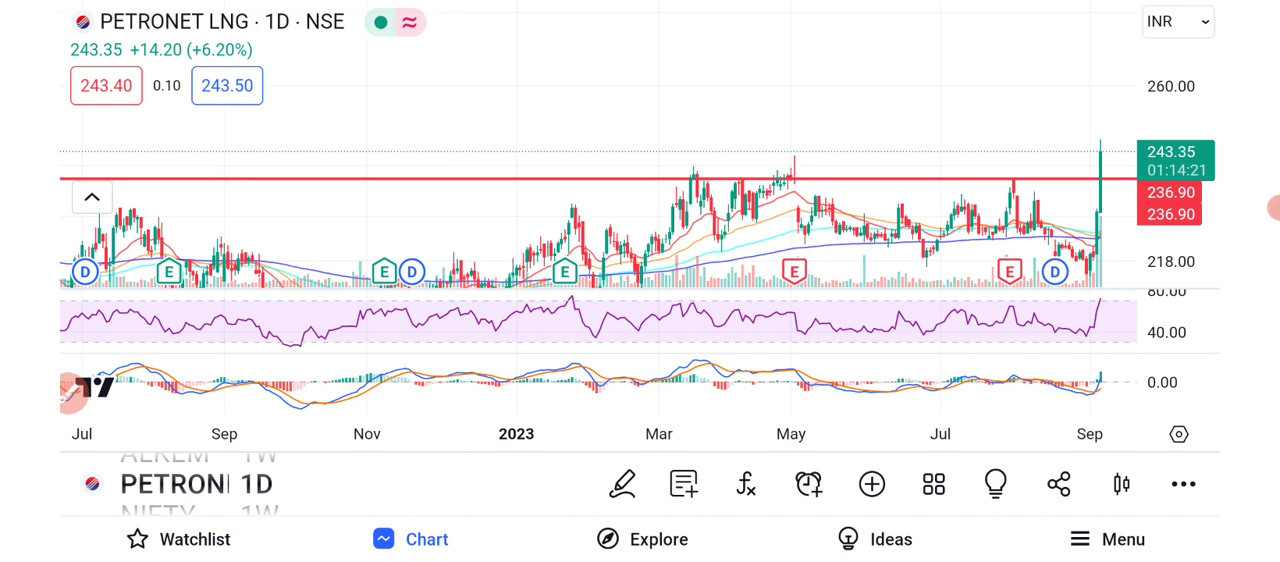 PETRONET LNG · 1D · NSE
INR
243.35 +14.20 (+6.20%)
243.40 0.10 243.50
260.00
243.35
01:14:21
236.90
236.90
D E E D E E E D
218.00
80.00
40.00
0.00
Jul Sep Nov 2023 Mar May Jul Sep
ALKEM 1W
PETRONI 1D
NIFTY 1W
Watchlist Chart Explore Ideas Menu